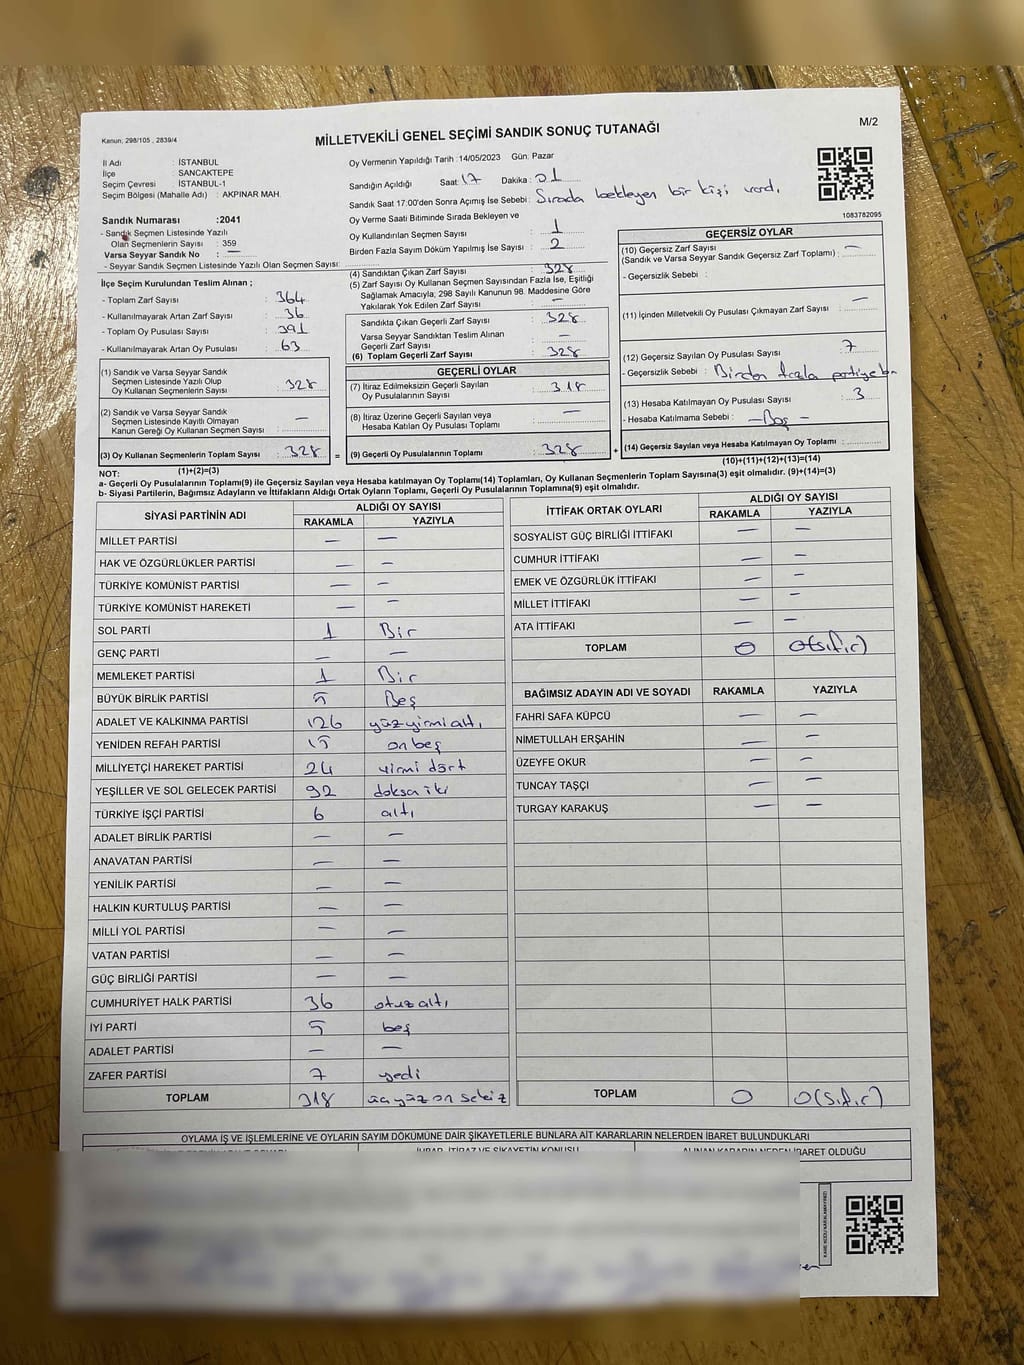 Kanun; 298/105 , 2839/4
MİLLETVEKİLİ GENEL SEÇİMİ SANDIK SONUÇ TUTANAĞI
M/2
İl Adı : İSTANBUL
İlçe : SANCAKTEPE
Seçim Çevresi : İSTANBUL-1
Seçim Bölgesi (Mahalle Adı) : AKPINAR MAH.
Oy Vermenin Yapıldığı Tarih :14/05/2023 Gün: Pazar
Sandığın Açıldığı Saat: 17 Dakika: 01
Sandık Saat 17:00'den Sonra Açımış İse Sebebi : Sırada bekleyen bir kişi vardı.
1083782095
Sandık Numarası :2041
- Sandık Seçmen Listesinde Yazılı
Olan Seçmenlerin Sayısı : 359
Varsa Seyyar Sandık No : —
- Seyyar Sandık Seçmen Listesinde Yazılı Olan Seçmen Sayısı:
Oy Verme Saati Bitiminde Sırada Bekleyen ve
Oy Kullandırılan Seçmen Sayısı : 1
Birden Fazla Sayım Döküm Yapılmış İse Sayısı : 2
İlçe Seçim Kurulundan Teslim Alınan ;
- Toplam Zarf Sayısı : 364
- Kullanılmayarak Artan Zarf Sayısı : 36
- Toplam Oy Pusulası Sayısı : 391
- Kullanılmayarak Artan Oy Pusulası : 63
(4) Sandıktan Çıkan Zarf Sayısı : 328
(5) Zarf Sayısı Oy Kullanan Seçmen Sayısından Fazla İse, Eşitliği
Sağlamak Amacıyla, 298 Sayılı Kanunun 98. Maddesine Göre
Yakılarak Yok Edilen Zarf Sayısı : —
Sandıkta Çıkan Geçerli Zarf Sayısı : 328
Varsa Seyyar Sandıktan Teslim Alınan
Geçerli Zarf Sayısı : —
(6) Toplam Geçerli Zarf Sayısı : 328
GEÇERSİZ OYLAR
(10) Geçersiz Zarf Sayısı
(Sandık ve Varsa Seyyar Sandık Geçersiz Zarf Toplamı) : —
- Geçersizlik Sebebi :
(11) İçinden Milletvekili Oy Pusulası Çıkmayan Zarf Sayısı : —
(12) Geçersiz Sayılan Oy Pusulası Sayısı : 7
- Geçersizlik Sebebi : Birden fazla partiye
(13) Hesaba Katılmayan Oy Pusulası Sayısı : 3
- Hesaba Katılmama Sebebi : — Boş —
(14) Geçersiz Sayılan veya Hesaba Katılmayan Oy Toplamı :
(10)+(11)+(12)+(13)=(14)
(1) Sandık ve Varsa Seyyar Sandık
Seçmen Listesinde Yazılı Olup
Oy Kullanan Seçmenlerin Sayısı : 328
(2) Sandık ve Varsa Seyyar Sandık
Seçmen Listesinde Kayıtlı Olmayan
Kanun Gereği Oy Kullanan Seçmen Sayısı : —
(3) Oy Kullanan Seçmenlerin Toplam Sayısı : 328 =
(1)+(2)=(3)
GEÇERLİ OYLAR
(7) İtiraz Edilmeksizin Geçerli Sayılan
Oy Pusulalarının Sayısı : 318
(8) İtiraz Üzerine Geçerli Sayılan veya
Hesaba Katılan Oy Pusulası Toplamı : —
(9) Geçerli Oy Pusulalarının Toplamı : 328 +
NOT:
a- Geçerli Oy Pusulalarının Toplamı(9) ile Geçersiz Sayılan veya Hesaba katılmayan Oy Toplamı(14) Toplamları, Oy Kullanan Seçmenlerin Toplam Sayısına(3) eşit olmalıdır. (9)+(14)=(3)
b- Siyasi Partilerin, Bağımsız Adayların ve İttifakların Aldığı Ortak Oyların Toplamı, Geçerli Oy Pusulalarının Toplamına(9) eşit olmalıdır.
SİYASİ PARTİNİN ADI ALDIĞI OY SAYISI
RAKAMLA YAZIYLA
MİLLET PARTİSİ — —
HAK VE ÖZGÜRLÜKLER PARTİSİ — —
TÜRKİYE KOMÜNİST PARTİSİ — —
TÜRKİYE KOMÜNİST HAREKETİ — —
SOL PARTİ 1 Bir
GENÇ PARTİ — —
MEMLEKET PARTİSİ 1 Bir
BÜYÜK BİRLİK PARTİSİ 5 Beş
ADALET VE KALKINMA PARTİSİ 126 yüzyirmialtı
YENİDEN REFAH PARTİSİ 15 onbeş
MİLLİYETÇİ HAREKET PARTİSİ 24 yirmi dört
YEŞİLLER VE SOL GELECEK PARTİSİ 92 doksaniki
TÜRKİYE İŞÇİ PARTİSİ 6 altı
ADALET BİRLİK PARTİSİ — —
ANAVATAN PARTİSİ — —
YENİLİK PARTİSİ — —
HALKIN KURTULUŞ PARTİSİ — —
MİLLİ YOL PARTİSİ — —
VATAN PARTİSİ — —
GÜÇ BİRLİĞİ PARTİSİ — —
CUMHURİYET HALK PARTİSİ 36 otuzaltı
İYİ PARTİ 5 beş
ADALET PARTİSİ — —
ZAFER PARTİSİ 7 yedi
TOPLAM 318 üçyüz on sekiz
İTTİFAK ORTAK OYLARI ALDIĞI OY SAYISI
RAKAMLA YAZIYLA
SOSYALİST GÜÇ BİRLİĞİ İTTİFAKI — —
CUMHUR İTTİFAKI — —
EMEK VE ÖZGÜRLÜK İTTİFAKI — —
MİLLET İTTİFAKI — —
ATA İTTİFAKI — —
TOPLAM 0 0(sıfır)
BAĞIMSIZ ADAYIN ADI VE SOYADI RAKAMLA YAZIYLA
FAHRİ SAFA KÜPCÜ — —
NİMETULLAH ERŞAHİN — —
ÜZEYFE OKUR — —
TUNCAY TAŞÇI — —
TURGAY KARAKUŞ — —
TOPLAM 0 0(sıfır)
OYLAMA İŞ VE İŞLEMLERİNE VE OYLARIN SAYIM DÖKÜMÜNE DAİR ŞİKAYETLERLE BUNLARA AİT KARARLARIN NELERDEN İBARET BULUNDUKLARI
İHBAR, İTİRAZ VE ŞİKAYETİN KONUSU ALINAN KARARIN NEDEN İBARET OLDUĞU